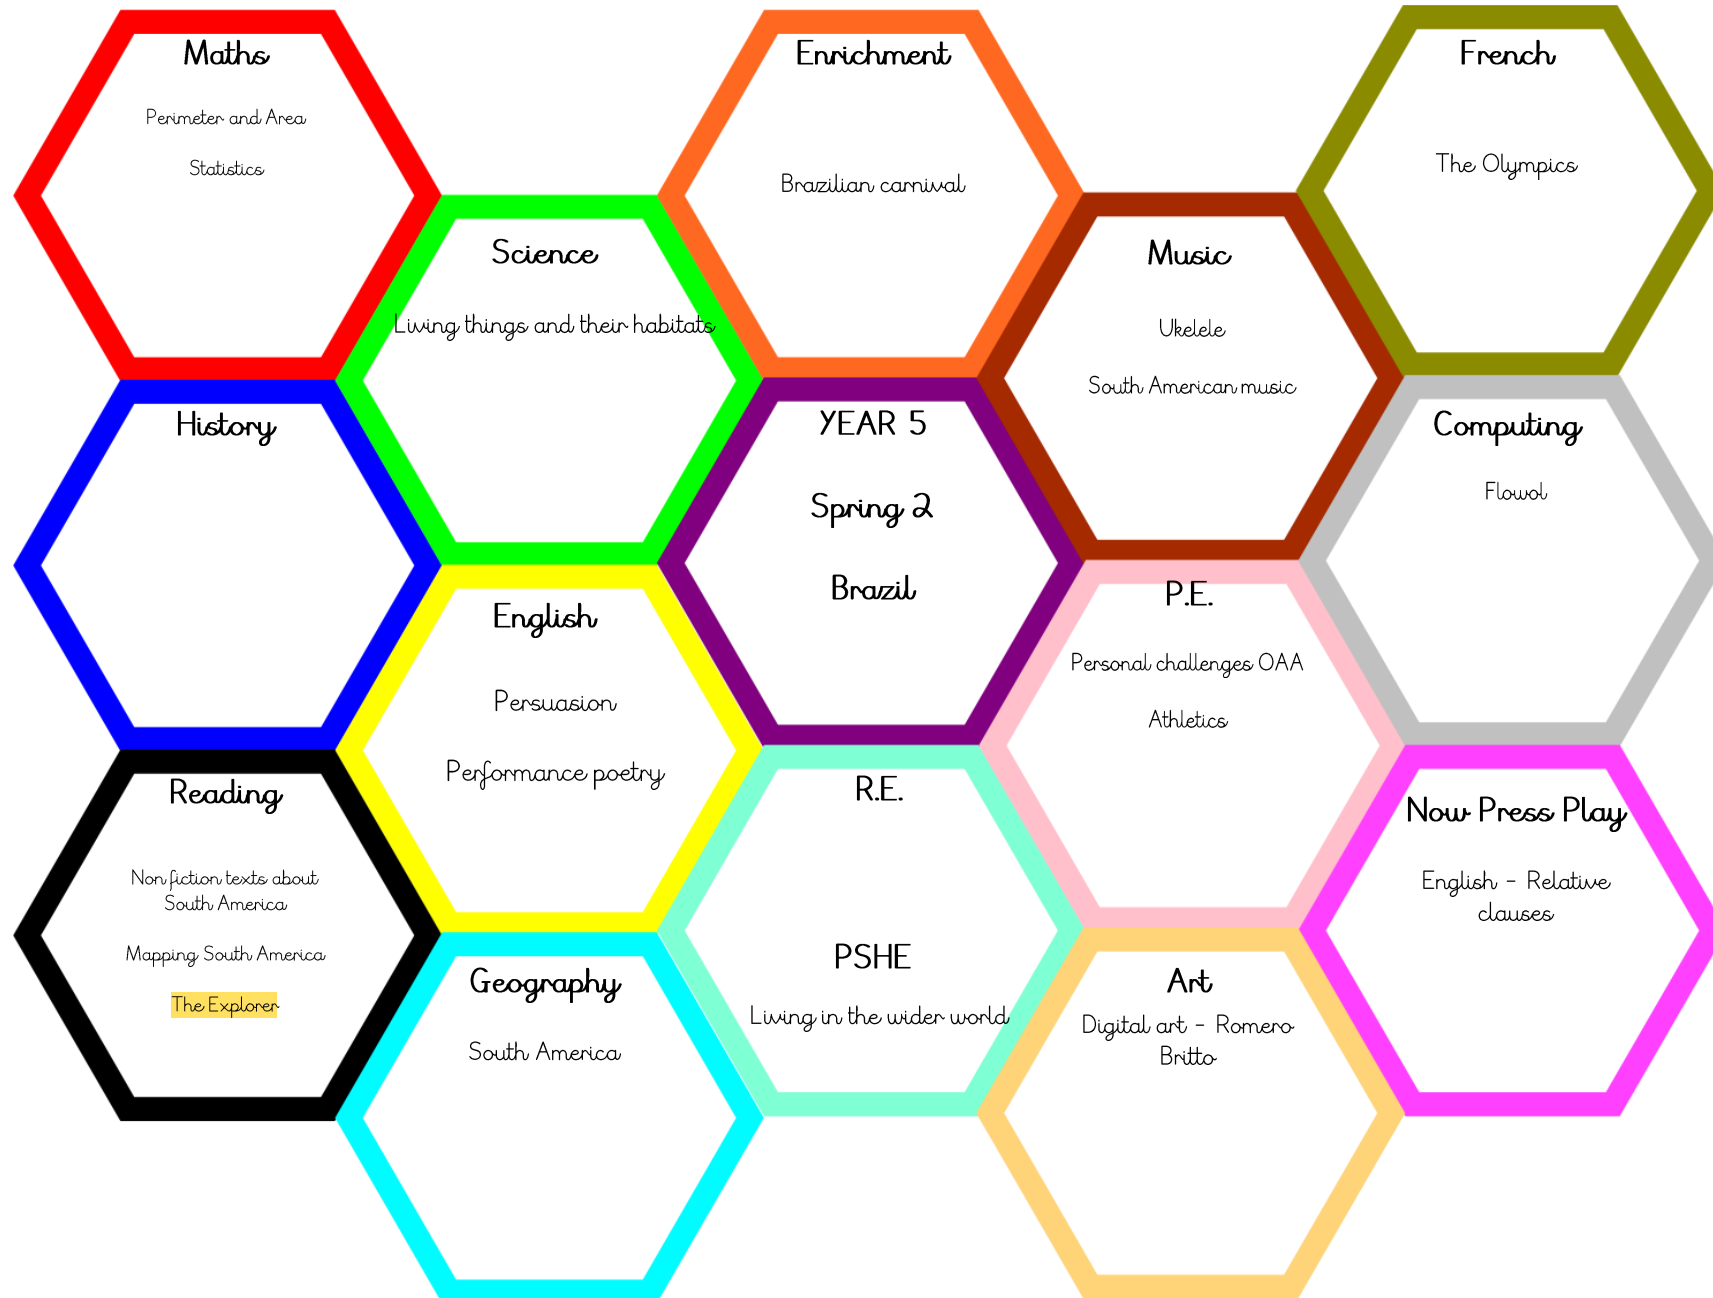 Maths
Perimeter and Area
Statistics
Enrichment
Brazilian carnival
French
The Olympics
Science
Living things and their habitats
Music
Ukelele
South American music
History
YEAR 5
Spring 2
Brazil
Computing
Flowol
English
Persuasion
Performance poetry
P.E.
Personal challenges OAA
Athletics
Reading
Non fiction texts about
South America
Mapping South America
The Explorer
R.E.
PSHE
Living in the wider world
Now Press Play
English - Relative
clauses
Geography
South America
Art
Digital art - Romero
Britto